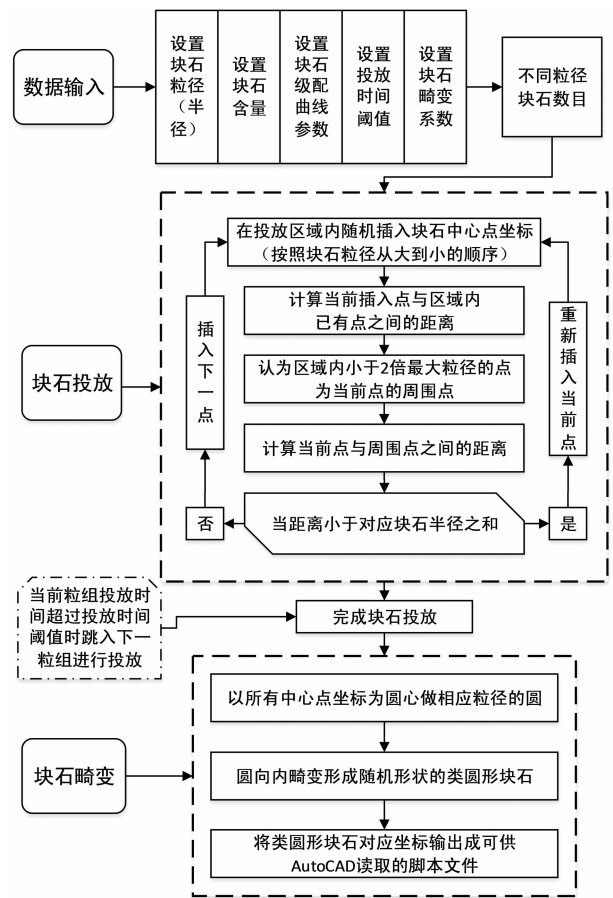 数据输入
设置
块石
粒径
（半
径）
设置
块石
含量
设置
块石
级配
曲线
参数
设置
投放
时间
阈值
设置
块石
畸变
系数
不同粒径
块石数目
块石投放
在投放区域内随机插入块石中心点坐标
（按照块石粒径从大到小的顺序）
计算当前插入点与区域内
已有点之间的距离
认为区域内小于2倍最大粒径的点
为当前点的周围点
计算当前点与周围点之间的距离
当距离小于对应块石半径之和
否
插
入
下
一
点
是
重
新
插
入
当
前
点
当前粒组投放时
间超过投放时间
阈值时跳入下一
粒组进行投放
完成块石投放
块石畸变
以所有中心点坐标为圆心做相应粒径的圆
圆向内畸变形成随机形状的类圆形块石
将类圆形块石对应坐标输出成可供
AutoCAD读取的脚本文件